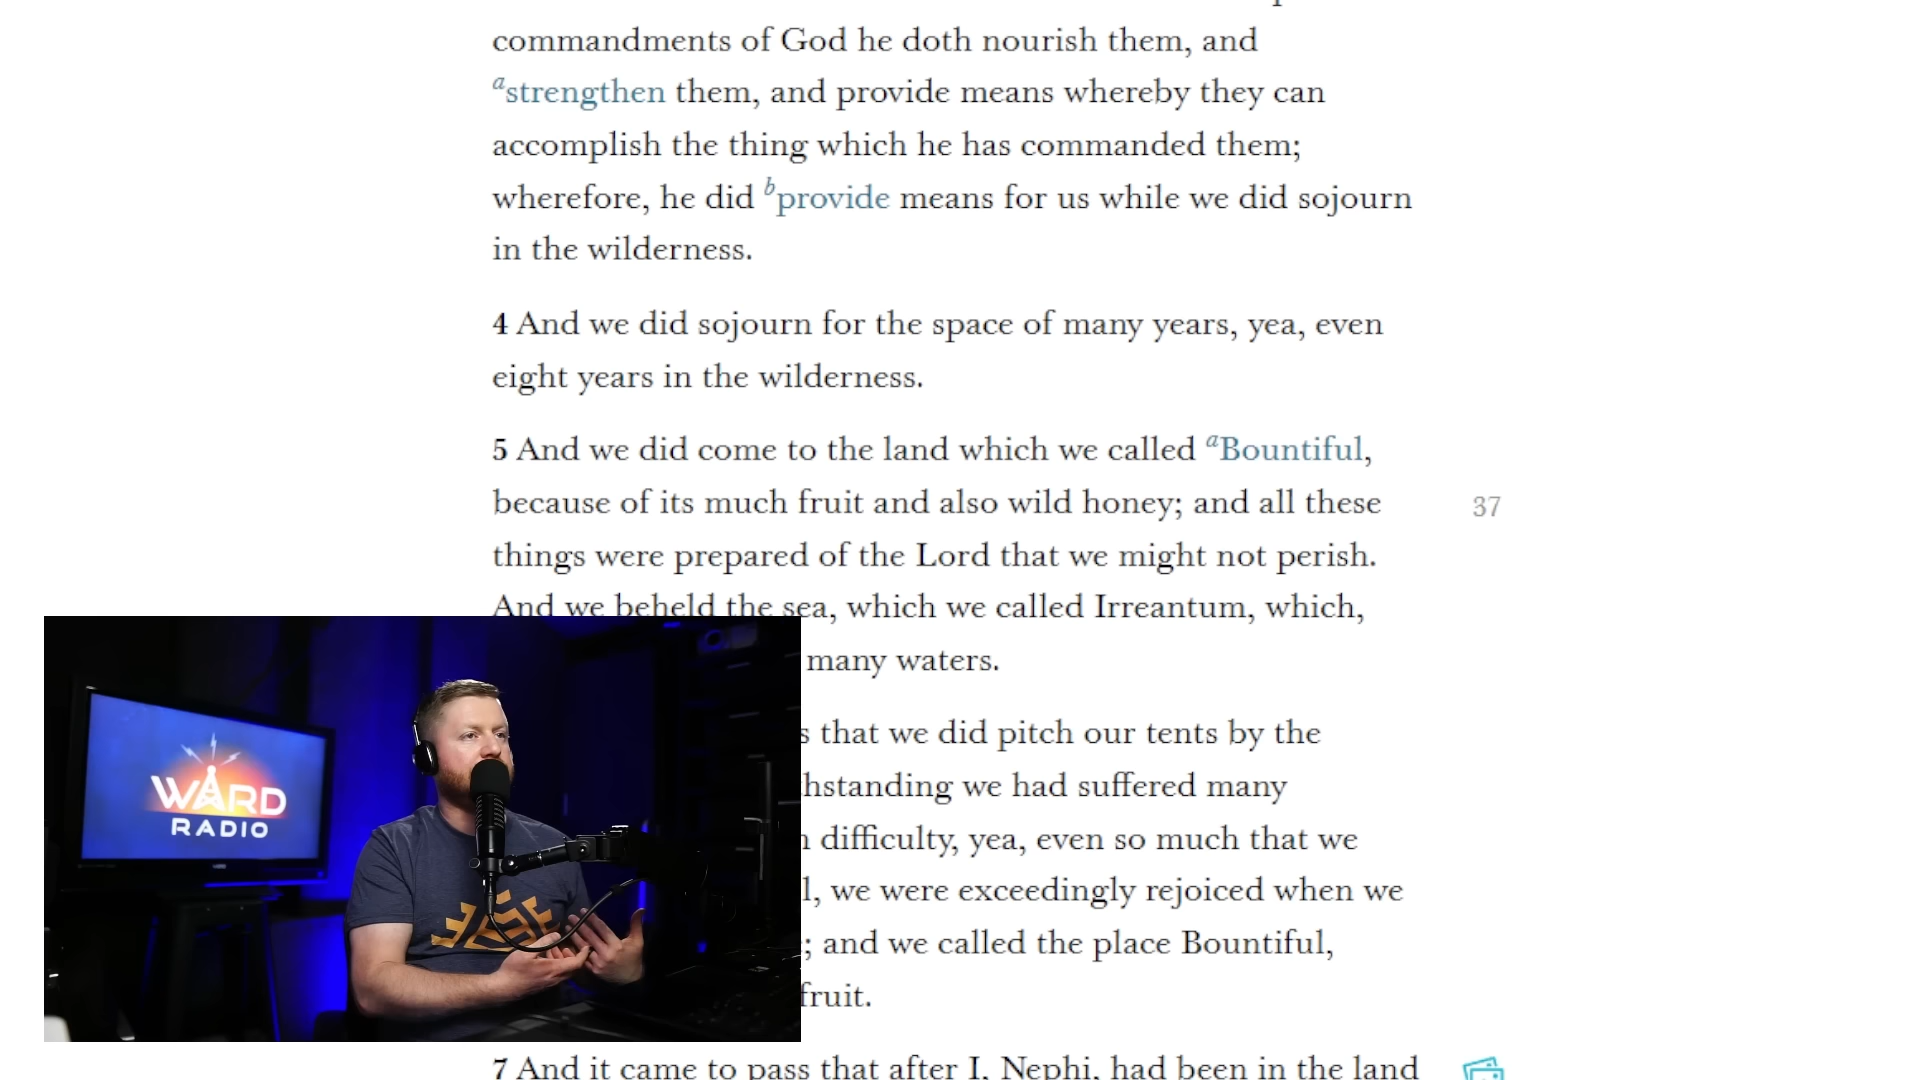 commandments of God he doth nourish them, and
a strengthen them, and provide means whereby they can
accomplish the thing which he has commanded them;
wherefore, he did b provide means for us while we did sojourn
in the wilderness.
4 And we did sojourn for the space of many years, yea, even
eight years in the wilderness.
5 And we did come to the land which we called a Bountiful,
because of its much fruit and also wild honey; and all these
37
things were prepared of the Lord that we might not perish.
And we beheld the sea, which we called Irreantum, which,
many waters.
s that we did pitch our tents by the
hstanding we had suffered many
difficulty, yea, even so much that we
l, we were exceedingly rejoiced when we
; and we called the place Bountiful,
fruit.
7 And it came to pass that after I, Nephi, had been in the land
WARD
RADIO